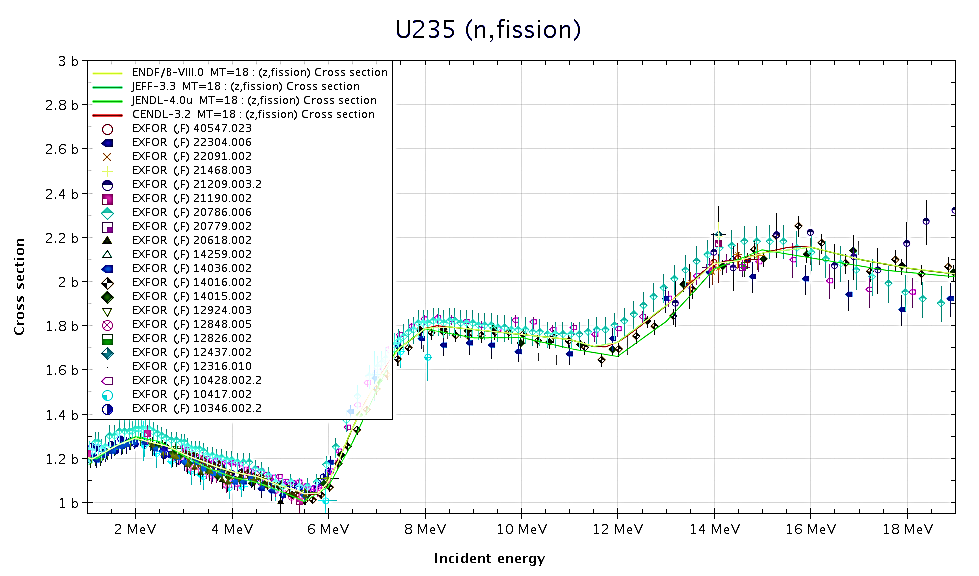 U235 (n,fission)
3 b
2.8 b
2.6 b
2.4 b
2.2 b
2 b
1.8 b
1.6 b
1.4 b
1.2 b
1 b
Cross section
ENDF/B-VIII.0 MT=18 : (z,fission) Cross section
JEFF-3.3 MT=18 : (z,fission) Cross section
JENDL-4.0u MT=18 : (z,fission) Cross section
CENDL-3.2 MT=18 : (z,fission) Cross section
EXFOR (,F) 40547.023
EXFOR (,F) 22304.006
EXFOR (,F) 22091.002
EXFOR (,F) 21468.003
EXFOR (,F) 21209.003.2
EXFOR (,F) 21190.002
EXFOR (,F) 20786.006
EXFOR (,F) 20779.002
EXFOR (,F) 20618.002
EXFOR (,F) 14259.002
EXFOR (,F) 14036.002
EXFOR (,F) 14016.002
EXFOR (,F) 14015.002
EXFOR (,F) 12924.003
EXFOR (,F) 12848.005
EXFOR (,F) 12826.002
EXFOR (,F) 12437.002
EXFOR (,F) 12316.010
EXFOR (,F) 10428.002.2
EXFOR (,F) 10417.002
EXFOR (,F) 10346.002.2
2 MeV 4 MeV 6 MeV 8 MeV 10 MeV 12 MeV 14 MeV 16 MeV 18 MeV
Incident energy